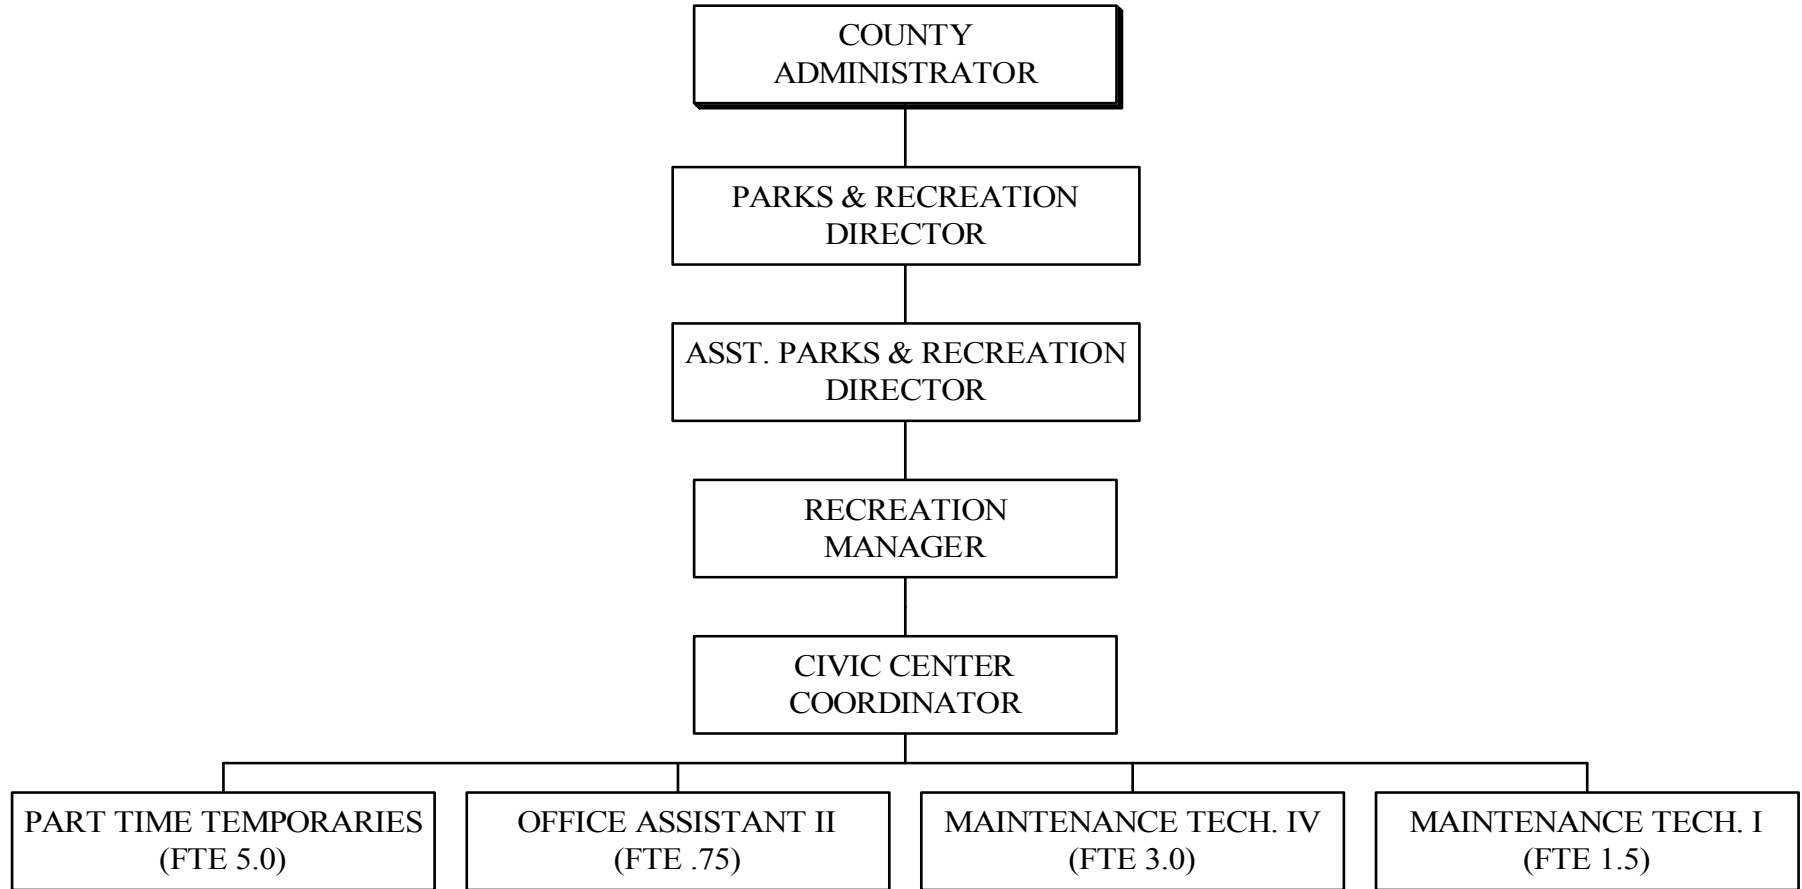 COUNTY
ADMINISTRATOR
PARKS & RECREATION
DIRECTOR
ASST. PARKS & RECREATION
DIRECTOR
RECREATION
MANAGER
CIVIC CENTER
COORDINATOR
PART TIME TEMPORARIES
(FTE 5.0)
OFFICE ASSISTANT II
(FTE .75)
MAINTENANCE TECH. IV
(FTE 3.0)
MAINTENANCE TECH. I
(FTE 1.5)